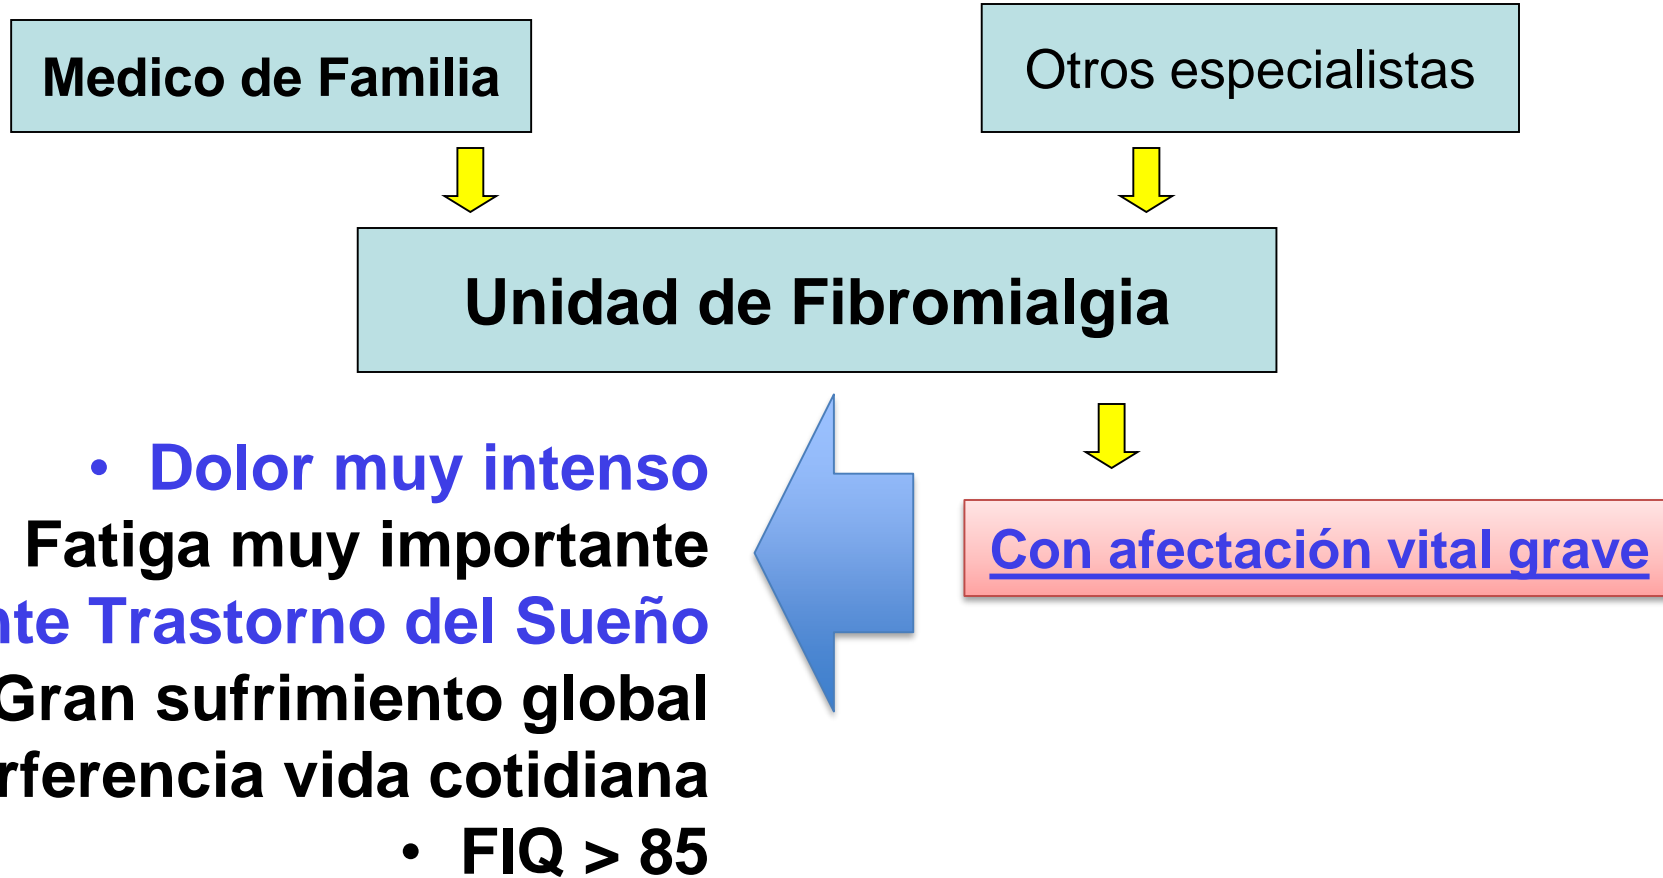 Medico de Familia
Otros especialistas
Unidad de Fibromialgia
• Dolor muy intenso
Fatiga muy importante
Trastorno del Sueño
Gran sufrimiento global
vida cotidiana
• FIQ > 85
Con afectación vital grave